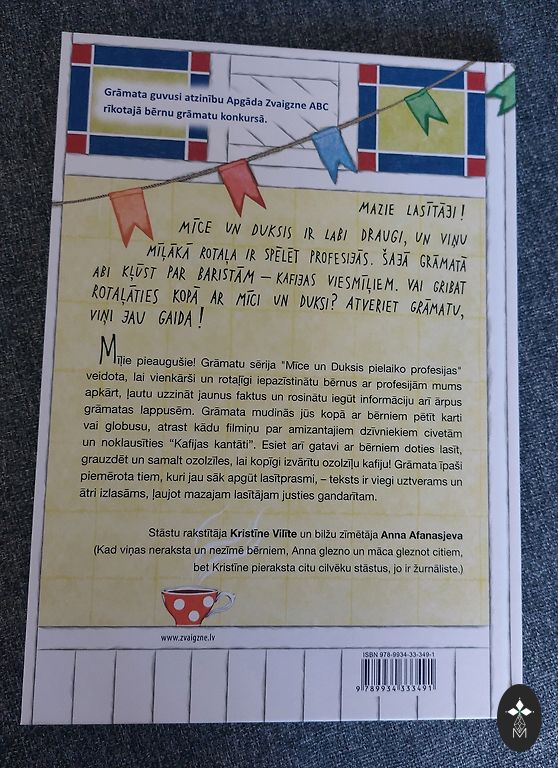 Grāmata guvusi atzinību Apgāda Zvaigzne ABC
rīkotajā bērnu grāmatu konkursā.
MAZIE LASĪTĀJI!
MĪCE UN DUKSIS IR LABI DRAUGI, UN VIŅU
MĪĻĀKĀ ROTAĻA IR SPĒLĒT PROFESIJĀS. ŠAJĀ GRĀMATĀ
ABI KĻŪST PAR BARISTĀM – KAFIJAS VIESMĪĻIEM. VAI GRIBAT
ROTAĻĀTIES KOPĀ AR MĪCI UN DUKSI? ATVERIET GRĀMATU,
VIŅI JAU GAIDA!
Mīļie pieaugušie! Grāmatu sērija "Mīce un Duksis pielaiko profesijas"
veidota, lai vienkārši un rotaļīgi iepazīstinātu bērnus ar profesijām mums
apkārt, ļautu uzzināt jaunus faktus un rosinātu iegūt informāciju arī ārpus
grāmatas lappusēm. Grāmata mudinās jūs kopā ar bērniem pētīt karti
vai globusu, atrast kādu filmiņu par amizantajiem dzīvniekiem civetām
un noklausīties “Kafijas kantāti”. Esiet arī gatavi ar bērniem doties lasīt,
grauzdēt un samalt ozolzīles, lai kopīgi izvārītu ozolzīļu kafiju! Grāmata īpaši
piemērota tiem, kuri jau sāk apgūt lasītprasmi, – teksts ir viegli uztverams un
ātri izlasāms, ļaujot mazajam lasītājam justies gandarītam.
Stāstu rakstītāja Kristīne Vilīte un bilžu zīmētāja Anna Afanasjeva
(Kad viņas neraksta un nezīmē bērniem, Anna glezno un māca gleznot citiem,
bet Kristīne pieraksta citu cilvēku stāstus, jo ir žurnāliste.)
www.zvaigzne.lv
ISBN 978-9934-33-349-1
9 789934 333491